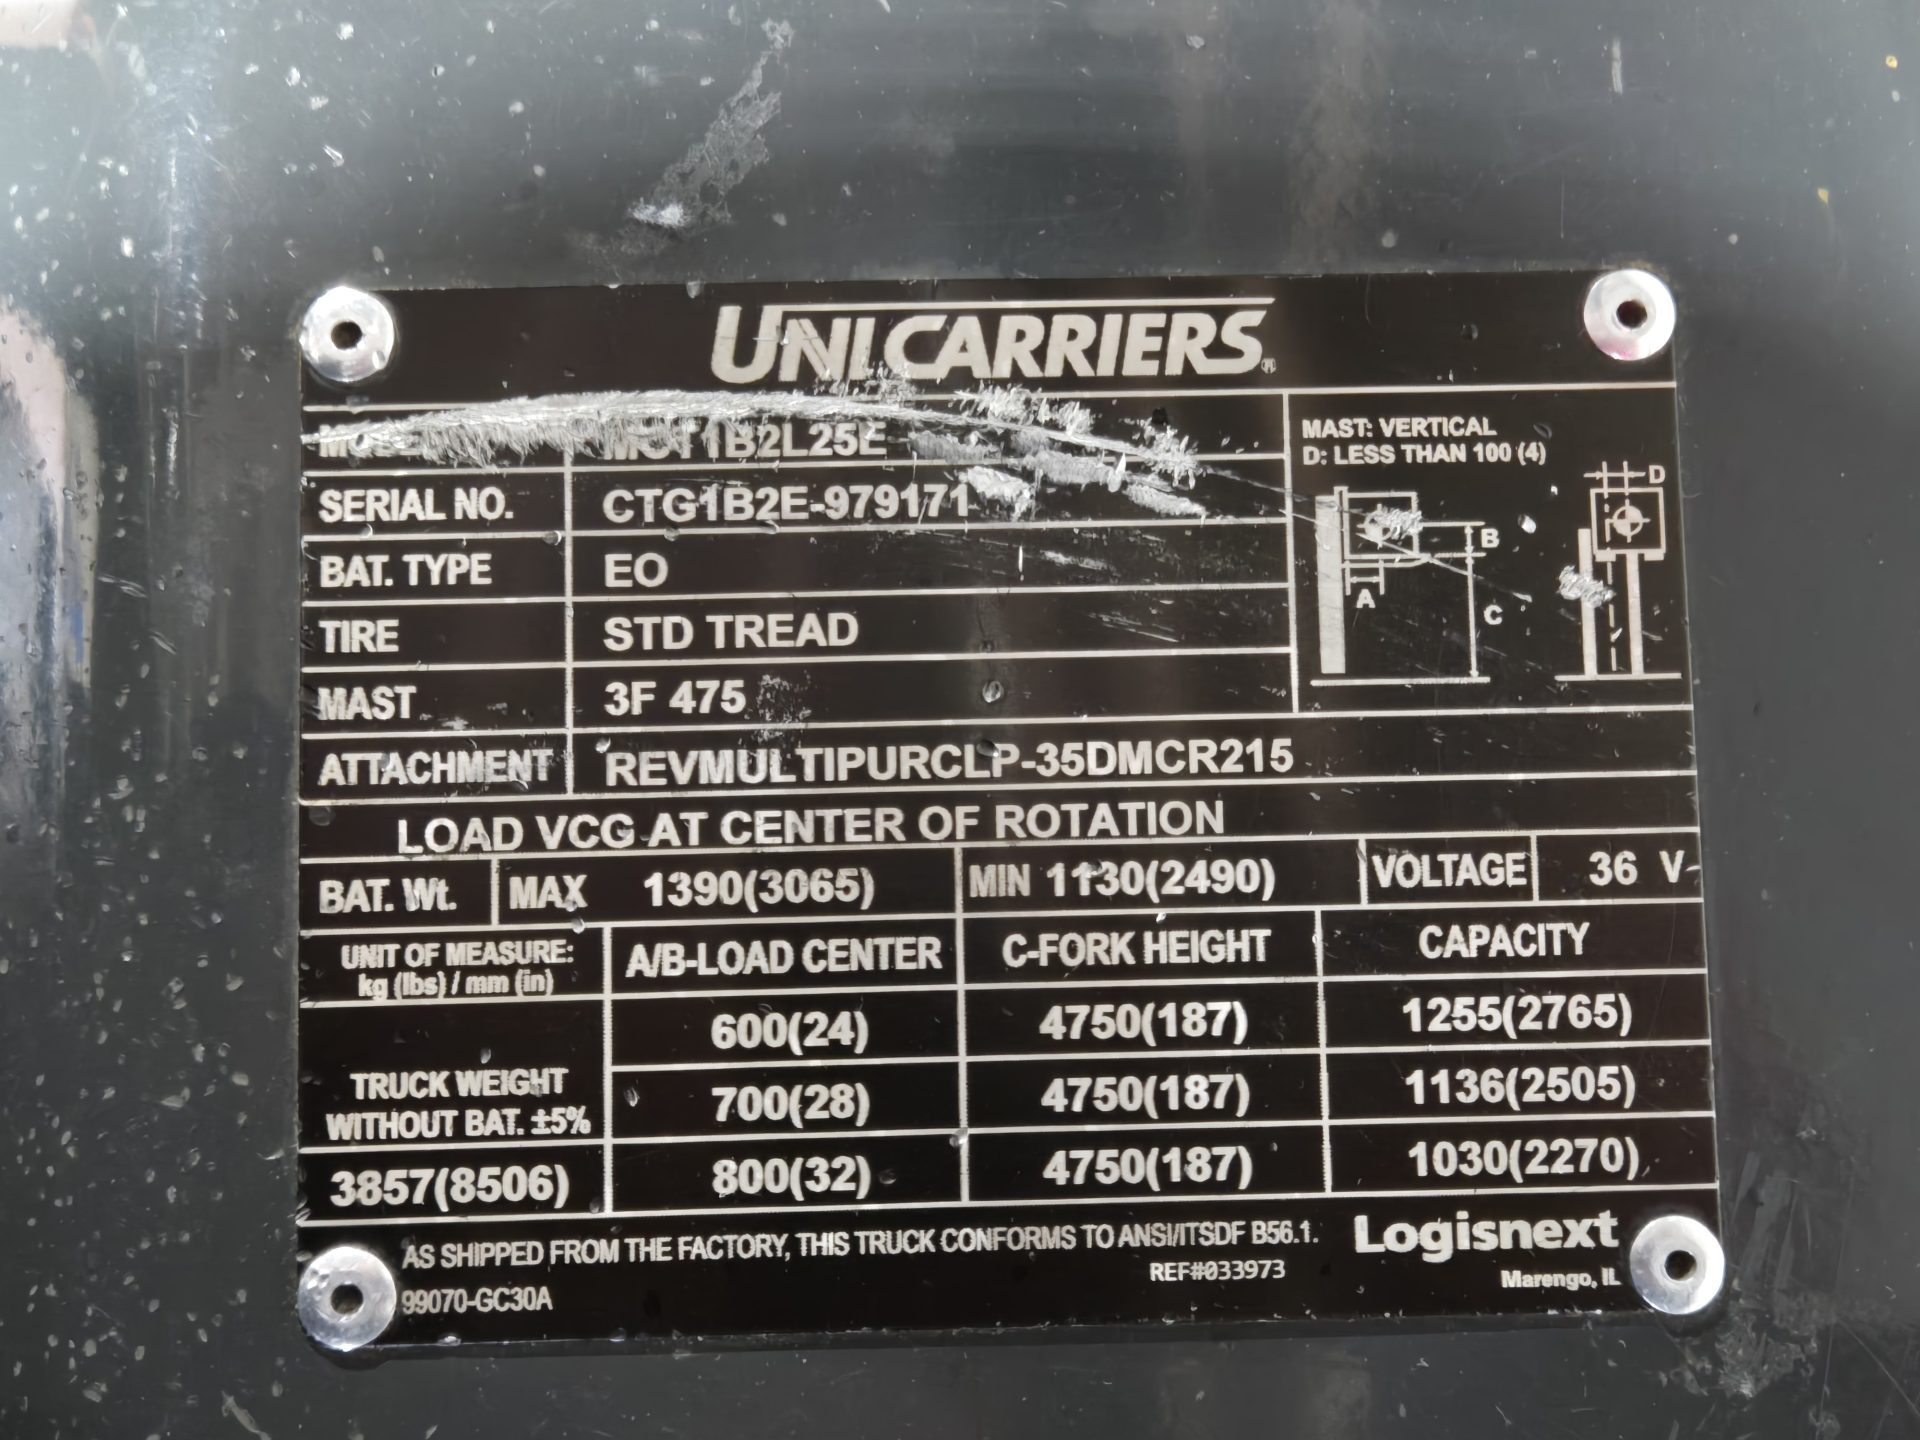 UNICARRIERS®
MODEL MCT1B2L25E
MAST: VERTICAL
D: LESS THAN 100 (4)
D
B
A
C
SERIAL NO. CTG1B2E-979171
BAT. TYPE EO
TIRE STD TREAD
MAST 3F 475
ATTACHMENT REVMULTIPURCLP-35DMCR215
LOAD VCG AT CENTER OF ROTATION
BAT. Wt. MAX 1390(3065) MIN 1130(2490) VOLTAGE 36 V
UNIT OF MEASURE:
kg (lbs) / mm (in)
A/B-LOAD CENTER C-FORK HEIGHT CAPACITY
600(24) 4750(187) 1255(2765)
TRUCK WEIGHT
WITHOUT BAT. ±5%
700(28) 4750(187) 1136(2505)
3857(8506) 800(32) 4750(187) 1030(2270)
AS SHIPPED FROM THE FACTORY, THIS TRUCK CONFORMS TO ANSI/ITSDF B56.1.
Logisnext
REF#033973
Marengo, IL
99070-GC30A